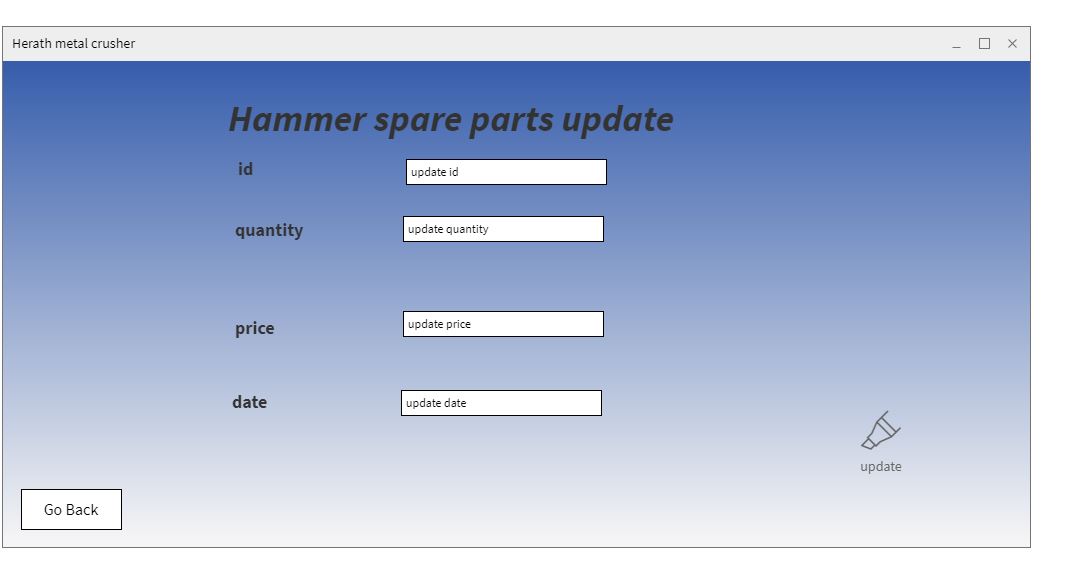 Herath metal crusher
Hammer spare parts update
id
update id
quantity
update quantity
price
update price
date
update date
update
Go Back